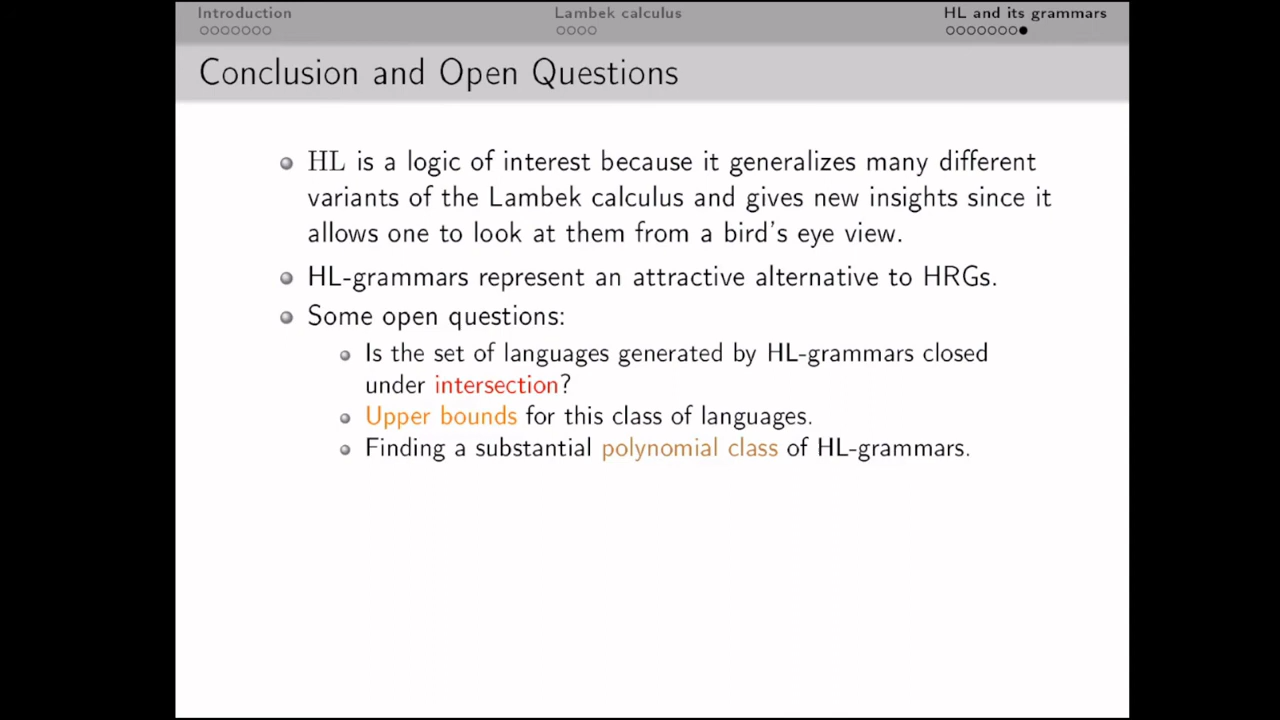 Introduction
Lambek calculus
HL and its grammars
Conclusion and Open Questions
HL is a logic of interest because it generalizes many different
variants of the Lambek calculus and gives new insights since it
allows one to look at them from a bird's eye view.
HL-grammars represent an attractive alternative to HRGs.
Some open questions:
Is the set of languages generated by HL-grammars closed
under intersection?
Upper bounds for this class of languages.
Finding a substantial polynomial class of HL-grammars.